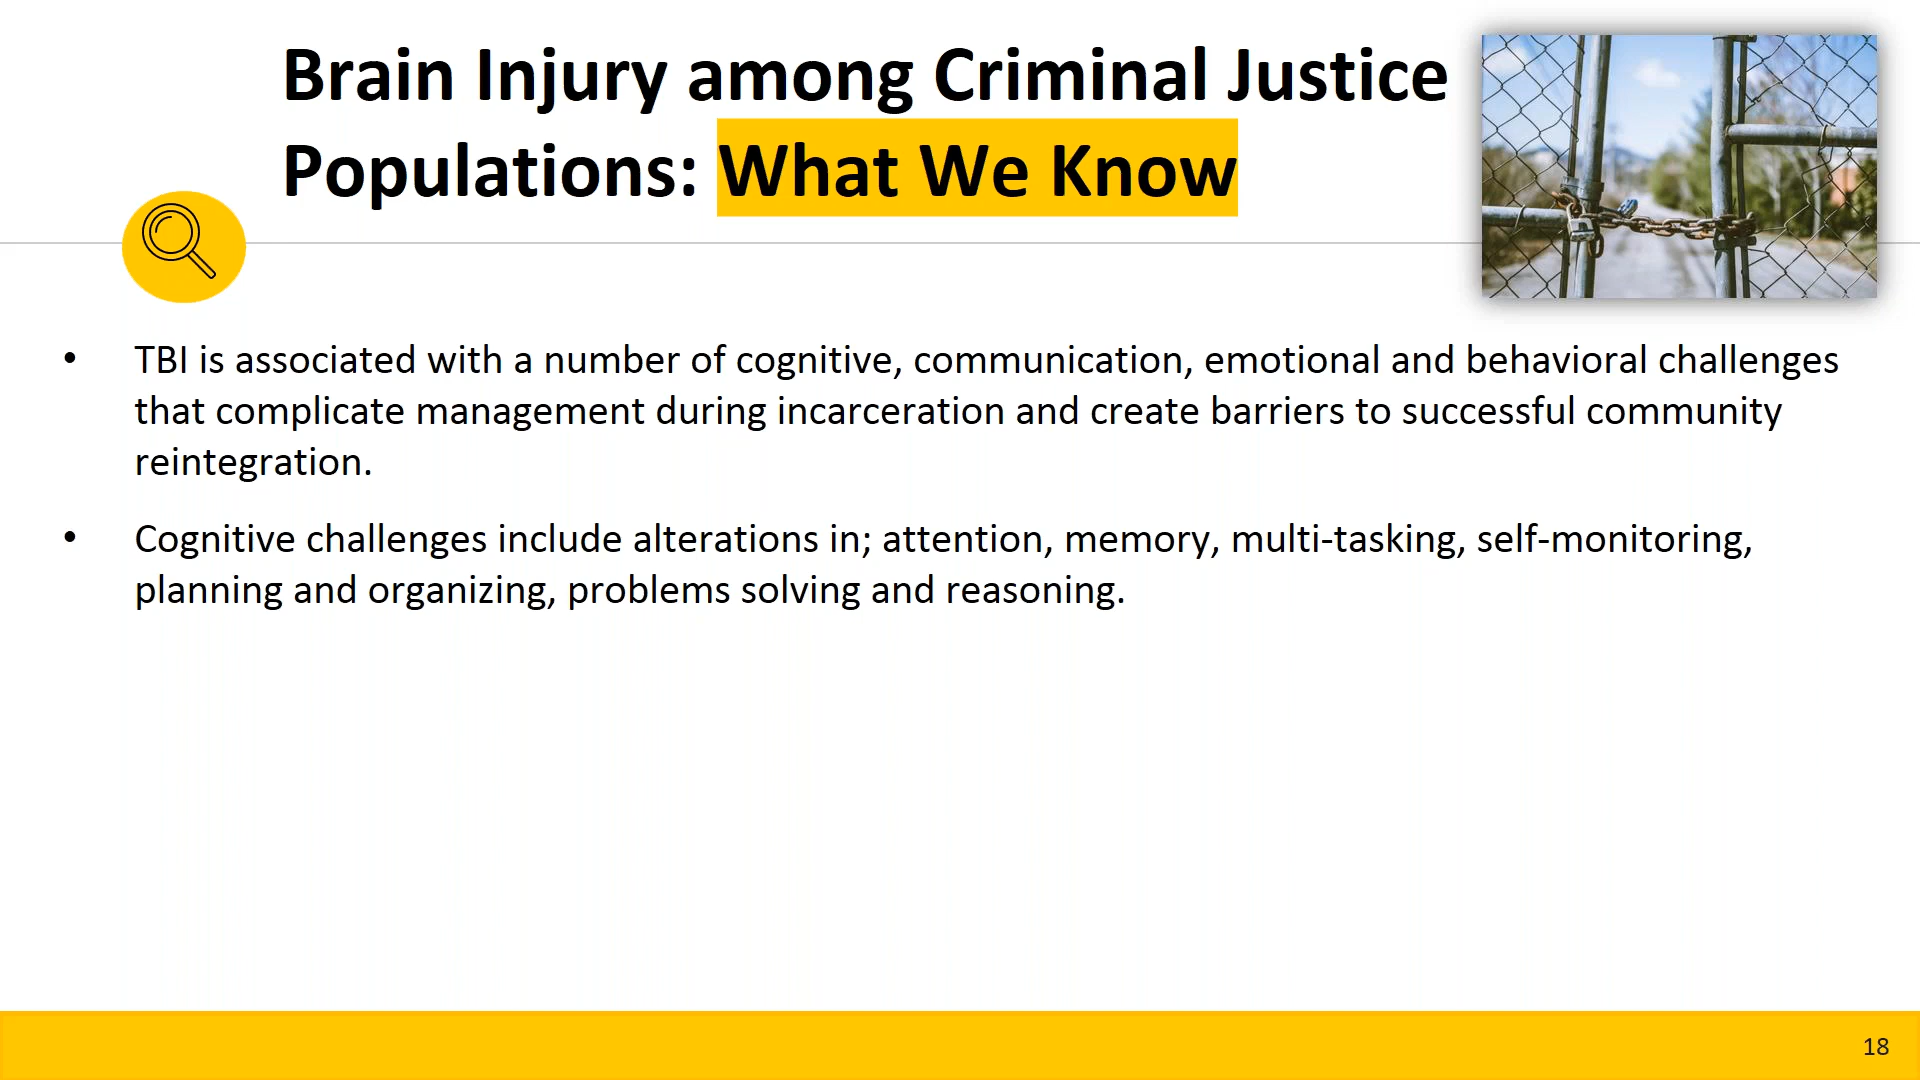 Brain Injury among Criminal Justice
Populations: What We Know
• TBI is associated with a number of cognitive, communication, emotional and behavioral challenges
that complicate management during incarceration and create barriers to successful community
reintegration.
• Cognitive challenges include alterations in; attention, memory, multi-tasking, self-monitoring,
planning and organizing, problems solving and reasoning.
18